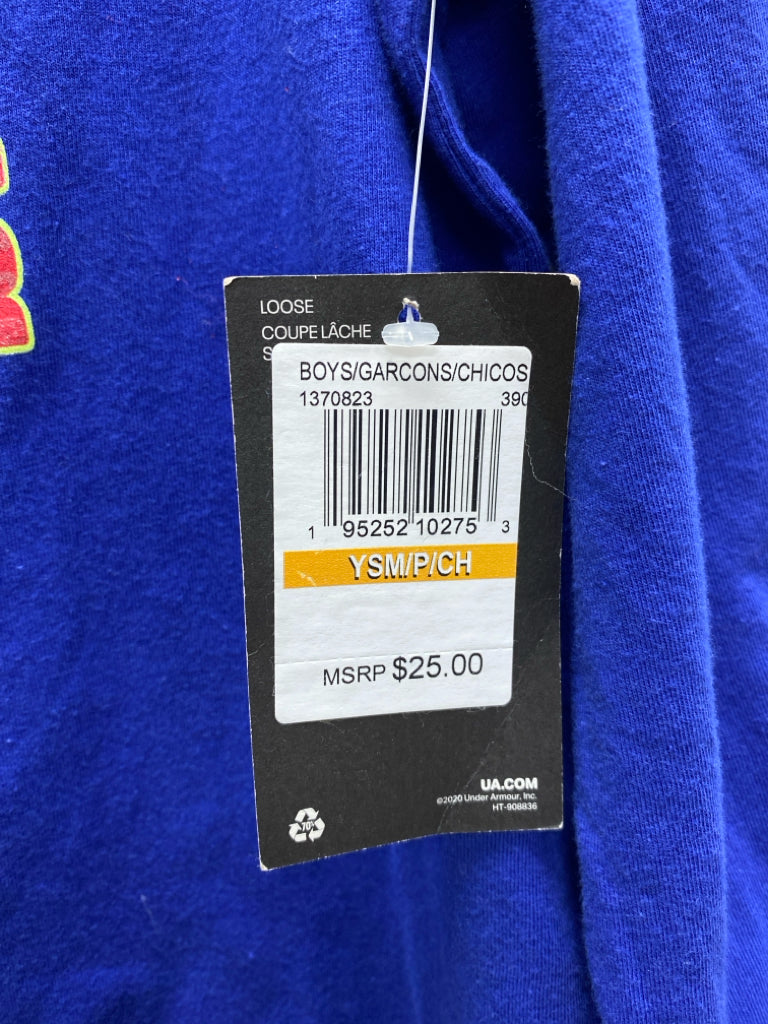 LOOSE
COUPE LÂCHE
S
BOYS/GARCONS/CHICOS
1370823 390
1 95252 10275 3
YSM/P/CH
MSRP $25.00
UA.COM
©2020 Under Armour, Inc.
HT-908836
70%